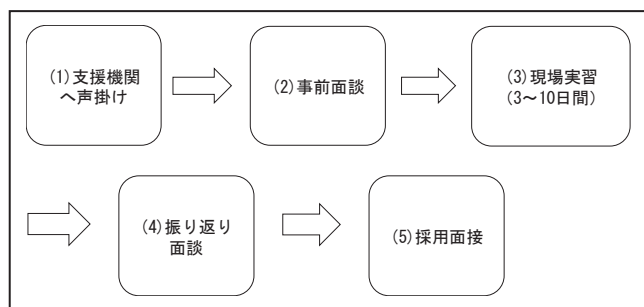 (1)支援機関
へ声掛け
(2)事前面談
(3)現場実習
(3～10日間)
(4)振り返り
面談
(5)採用面接